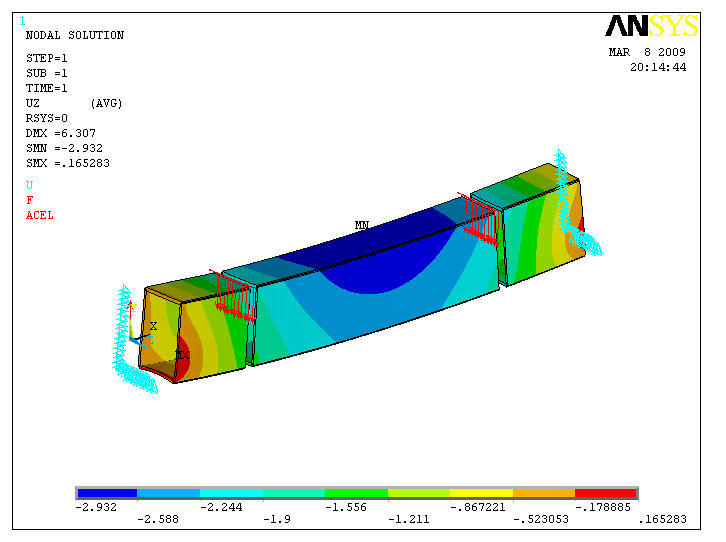 1
NODAL SOLUTION
ANSYS
MAR 8 2009
20:14:44
STEP=1
SUB =1
TIME=1
UZ (AVG)
RSYS=0
DMX =6.307
SMN =-2.932
SMX =.165283
U
F
ACEL
MN
X
-2.932
-2.588
-2.244
-1.9
-1.556
-1.211
-.867221
-.523053
-.178885
.165283